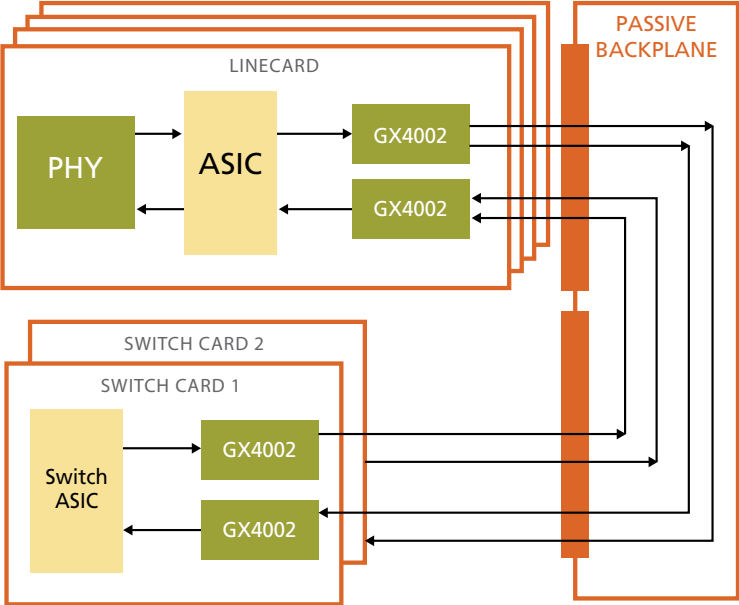 PASSIVE
BACKPLANE
LINECARD
PHY
ASIC
GX4002
GX4002
SWITCH CARD 2
SWITCH CARD 1
Switch
ASIC
GX4002
GX4002